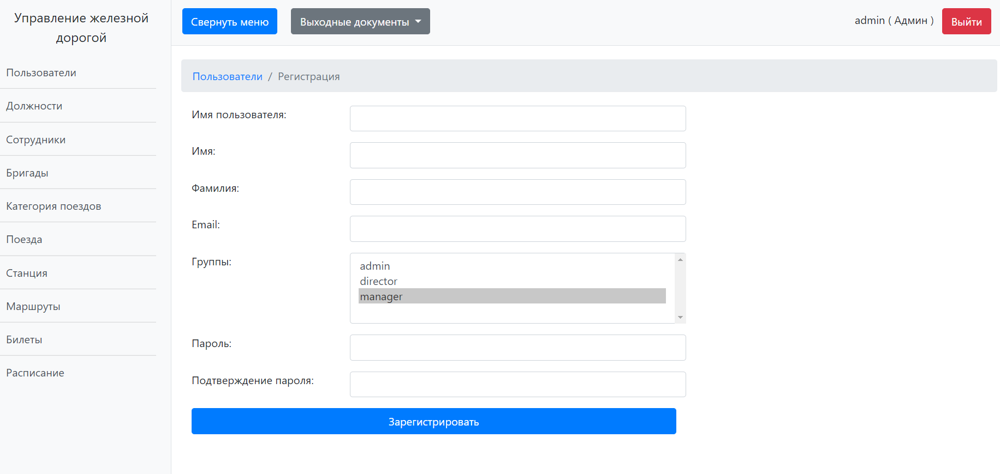 Управление железной
дорогой
Пользователи
Должности
Сотрудники
Бригады
Категория поездов
Поезда
Станция
Маршруты
Билеты
Расписание
Свернуть меню
Выходные документы
admin ( Админ )
Выйти
Пользователи / Регистрация
Имя пользователя:
Имя:
Фамилия:
Email:
Группы:
admin
director
manager
Пароль:
Подтверждение пароля:
Зарегистрировать